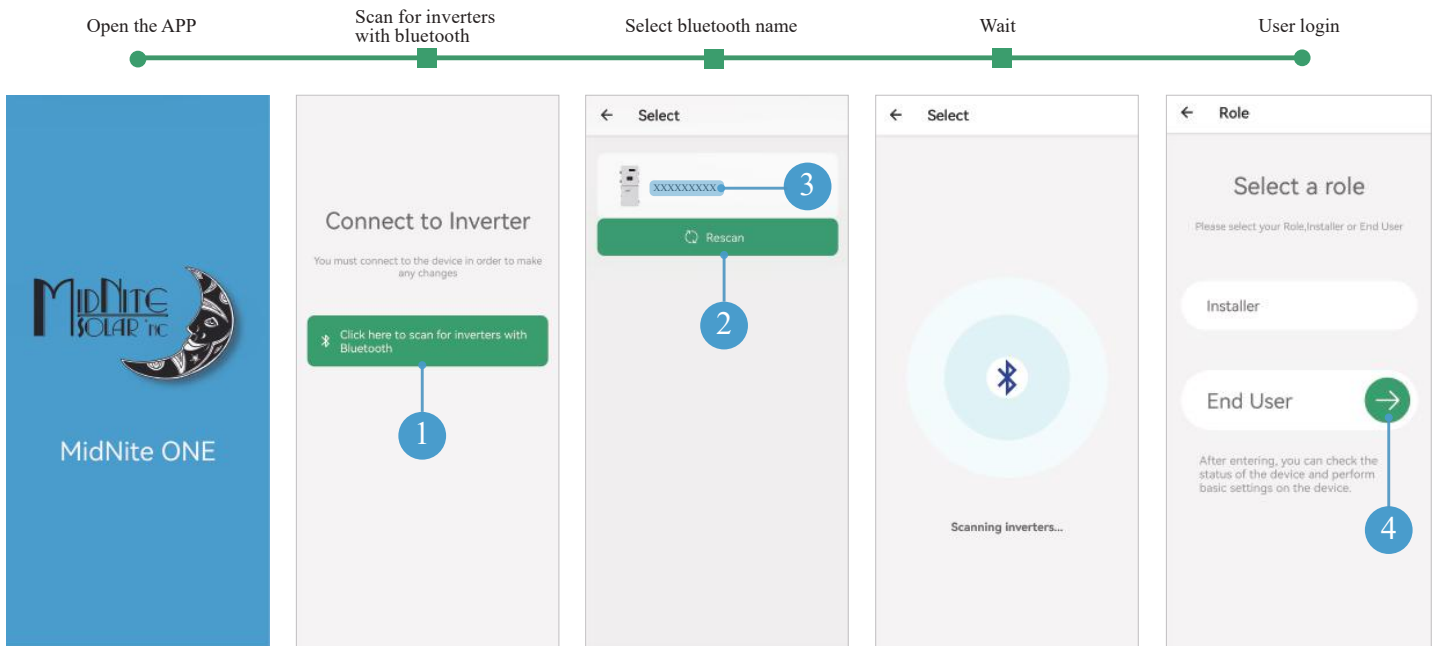 Open the APP
Scan for inverters
with bluetooth
Select bluetooth name
Wait
User login
MIDNITE
SOLAR INC
MidNite ONE
Connect to Inverter
You must connect to the device in order to make
any changes
Click here to scan for inverters with
Bluetooth
1
← Select
xxxxxxxxx
3
Rescan
2
← Select
Scanning inverters...
← Role
Select a role
Please select your Role,Installer or End User
Installer
End User
→
After entering, you can check the
status of the device and perform
basic settings on the device.
4